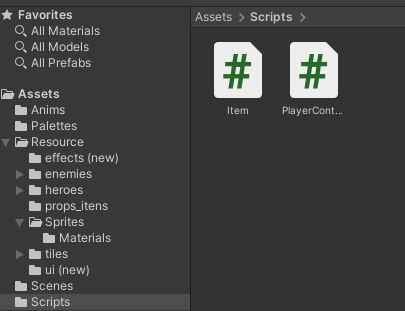 Favorites
All Materials
All Models
All Prefabs
Assets
Anims
Palettes
Resource
effects (new)
enemies
heroes
props_itens
Sprites
Materials
tiles
ui (new)
Scenes
Scripts
Assets > Scripts >
#
#
Item
PlayerCont...